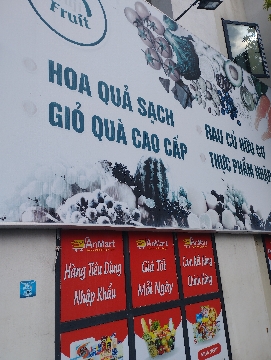 Fruit
HOA QUẢ SẠCH
GIỎ QUÀ CAO CẤP
RAU CỦ HỮU CƠ
THỰC PHẨM NHẬP
AnMart
Hàng Tiêu Dùng
Nhập Khẩu
AnMart
Giá Tốt
Mỗi Ngày
AnMart